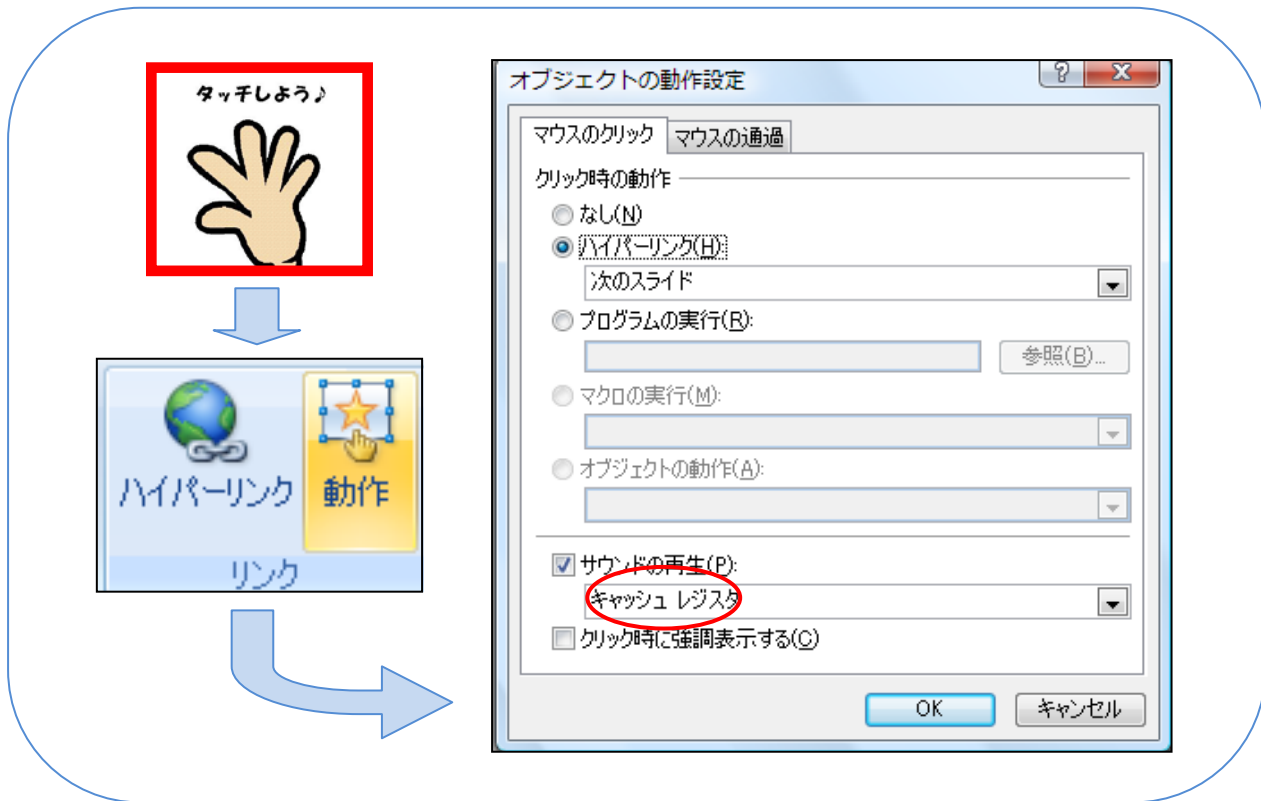 タッチしよう♪
ハイパーリンク
動作
リンク
オブジェクトの動作設定
マウスのクリック
マウスの通過
クリック時の動作
なし(N)
ハイパーリンク(H):
次のスライド
プログラムの実行(R):
参照(B)...
マクロの実行(M):
オブジェクトの動作(A):
サウンドの再生(P):
キャッシュ レジスタ
クリック時に強調表示する(C)
OK
キャンセル